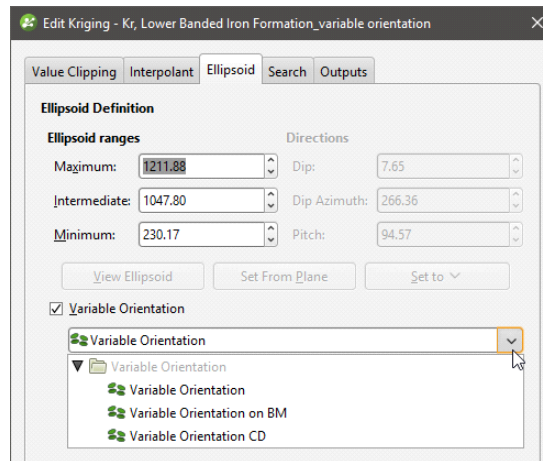 Edit Kriging - Kr, Lower Banded Iron Formation_variable orientation
Value Clipping Interpolant Ellipsoid Search Outputs
Ellipsoid Definition
Ellipsoid ranges Directions
Maximum: 1211.88 Dip: 7.65
Intermediate: 1047.80 Dip Azimuth: 266.36
Minimum: 230.17 Pitch: 94.57
View Ellipsoid Set From Plane Set to
Variable Orientation
Variable Orientation
Variable Orientation
Variable Orientation
Variable Orientation on BM
Variable Orientation CD